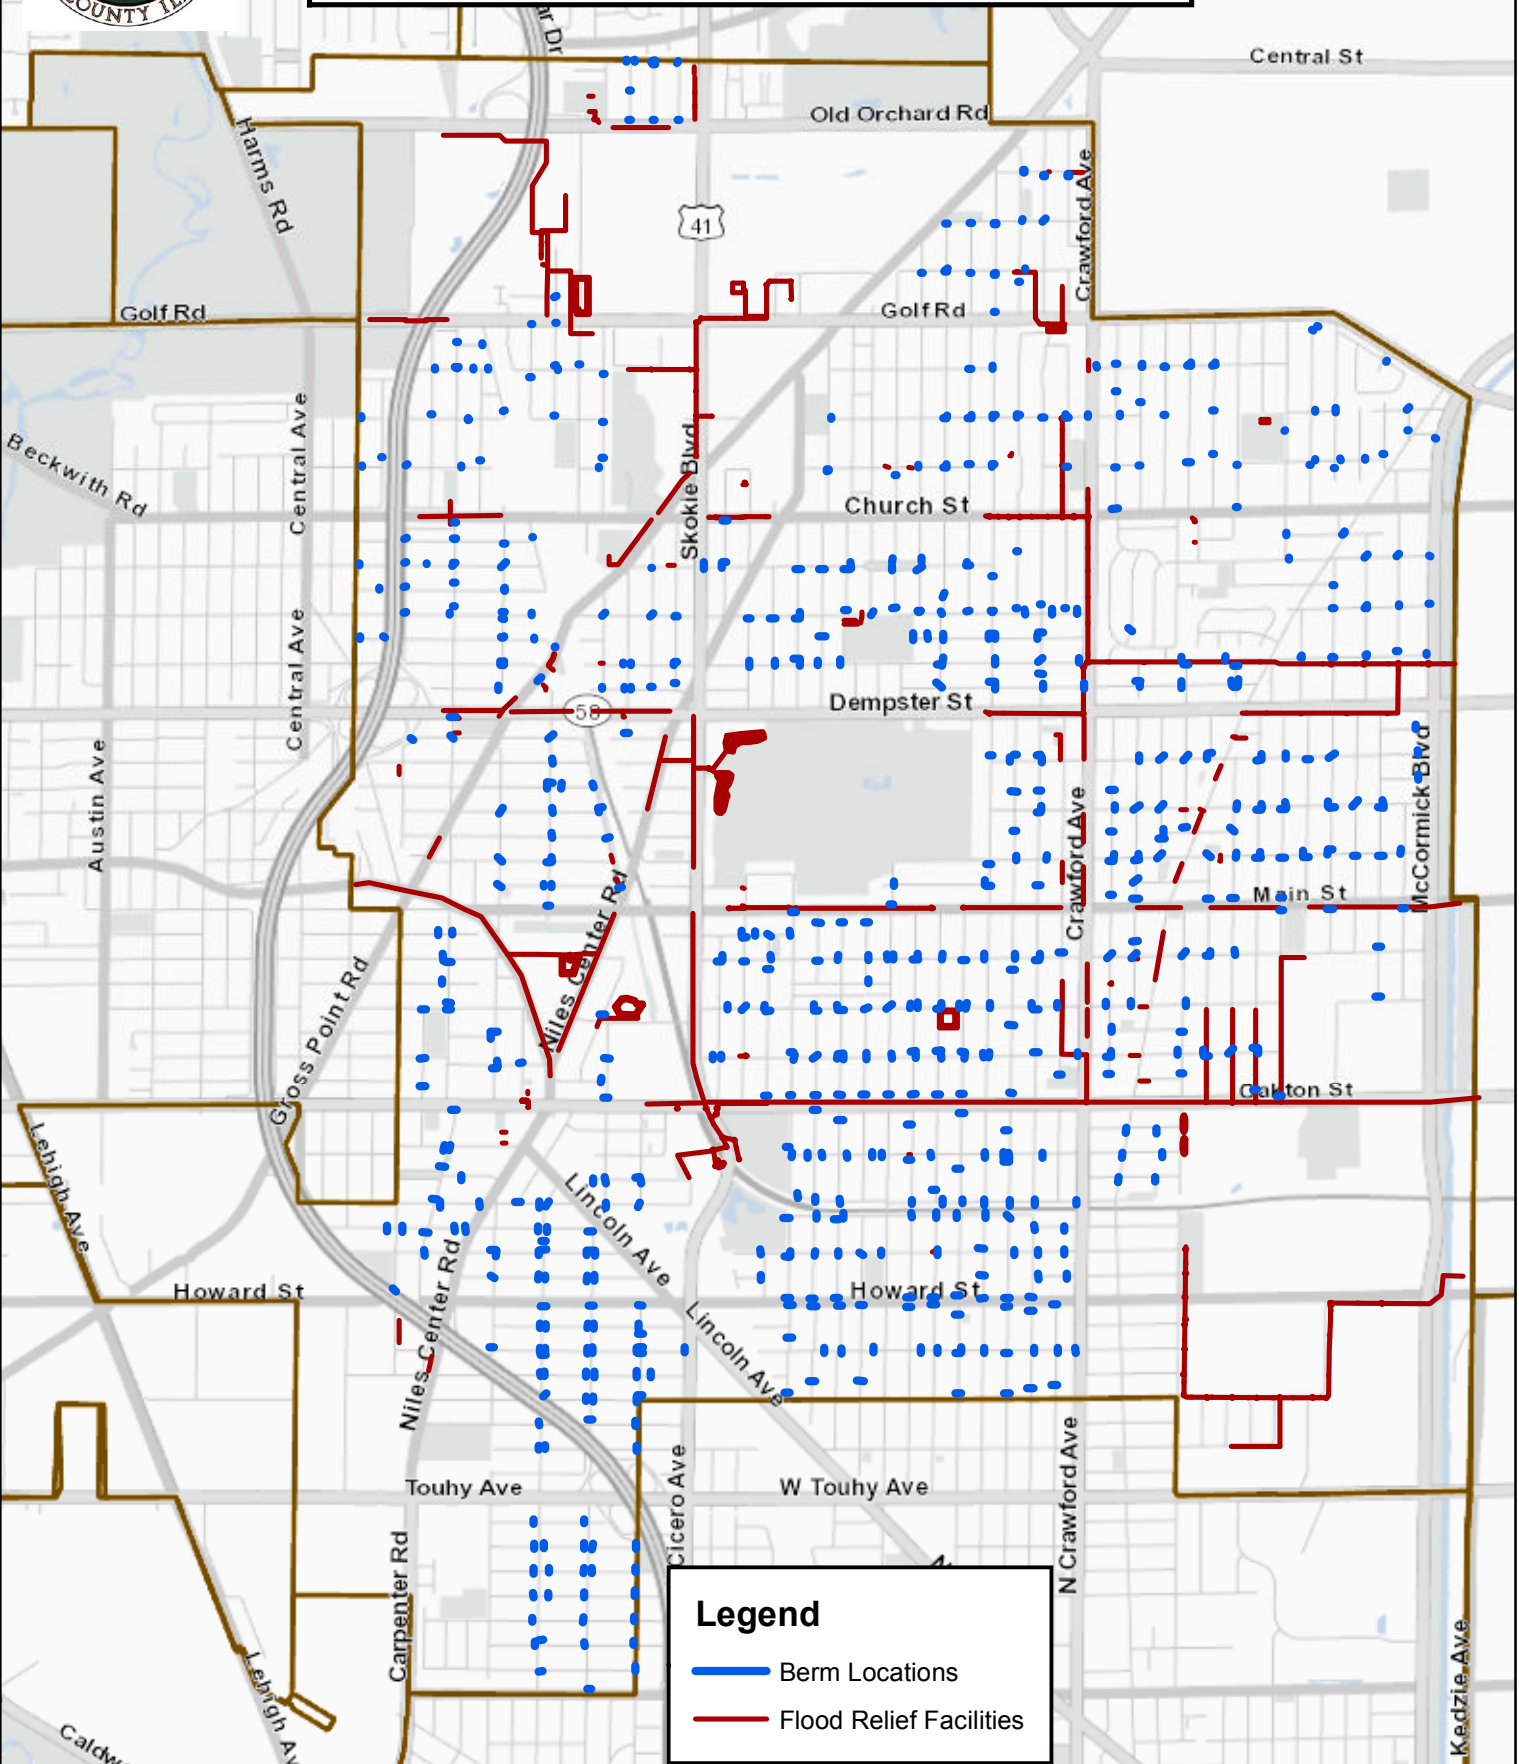 COUNTY
Central St
Old Orchard Rd
Harms Rd
Crawford Ave
41
Golf Rd
Golf Rd
Central Ave
Beckwith Rd
Skokie Blvd
Church St
Central Ave
58
Dempster St
Austin Ave
McCormick Blvd
Crawford Ave
Niles Center Rd
Main St
Gross Point Rd
Oakton St
Lehigh Ave
Lincoln Ave
Howard St
Niles Center Rd
Howard St
Lincoln Ave
Touhy Ave
W Touhy Ave
Cicero Ave
N Crawford Ave
Carpenter Rd
Legend
Berm Locations
Flood Relief Facilities
Kedzie Ave
Lehigh Av